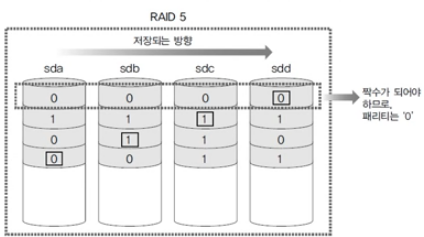 RAID 5
저장되는 방향
sda sdb sdc sdd
0 0 0 0
1 1 1 1
0 1 1 0
0 0 1 1
짝수가 되어야
하므로,
패리티는 '0'